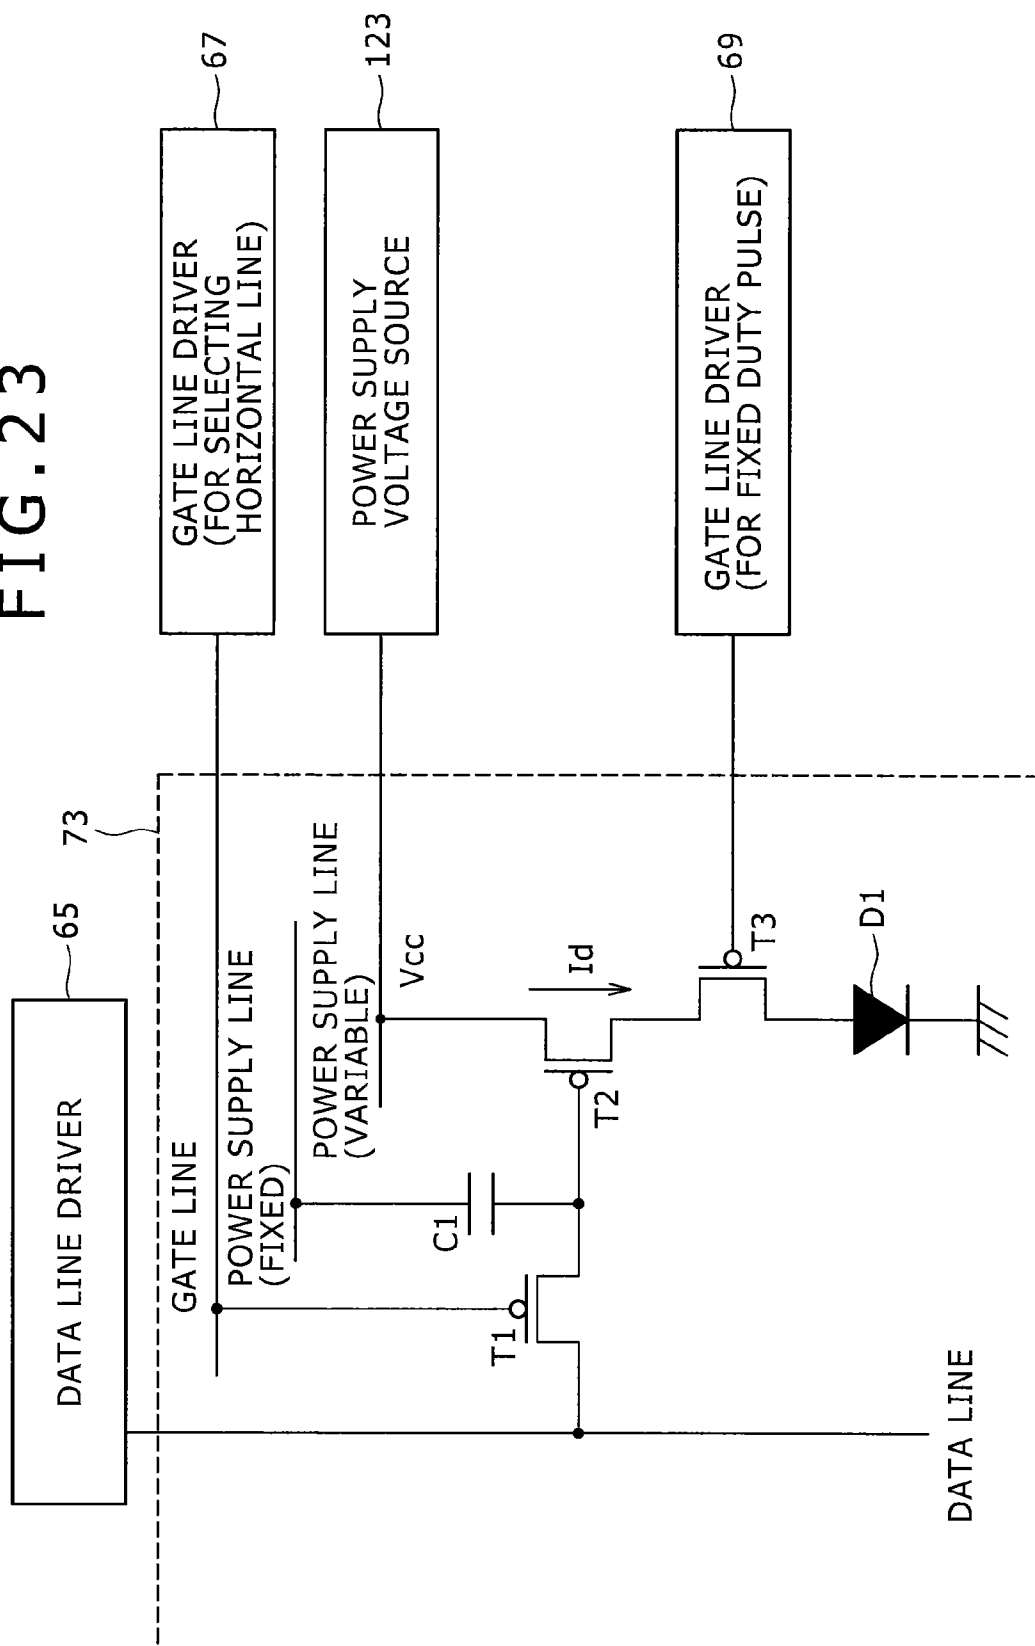 FIG.23
DATA LINE DRIVER
65
73
GATE LINE
GATE LINE DRIVER
(FOR SELECTING
HORIZONTAL LINE)
67
POWER SUPPLY LINE
(FIXED)
POWER SUPPLY LINE
(VARIABLE)
POWER SUPPLY
VOLTAGE SOURCE
123
Vcc
C1
T1
T2
Id
T3
GATE LINE DRIVER
(FOR FIXED DUTY PULSE)
69
D1
DATA LINE